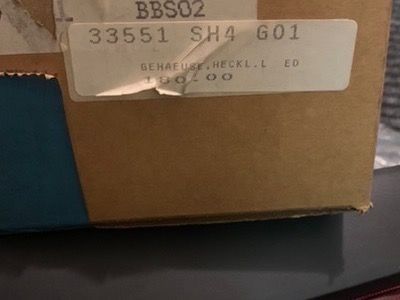 BBS02
33551 SH4 G01
GEHAEUSE.HECKL.L ED
180-00